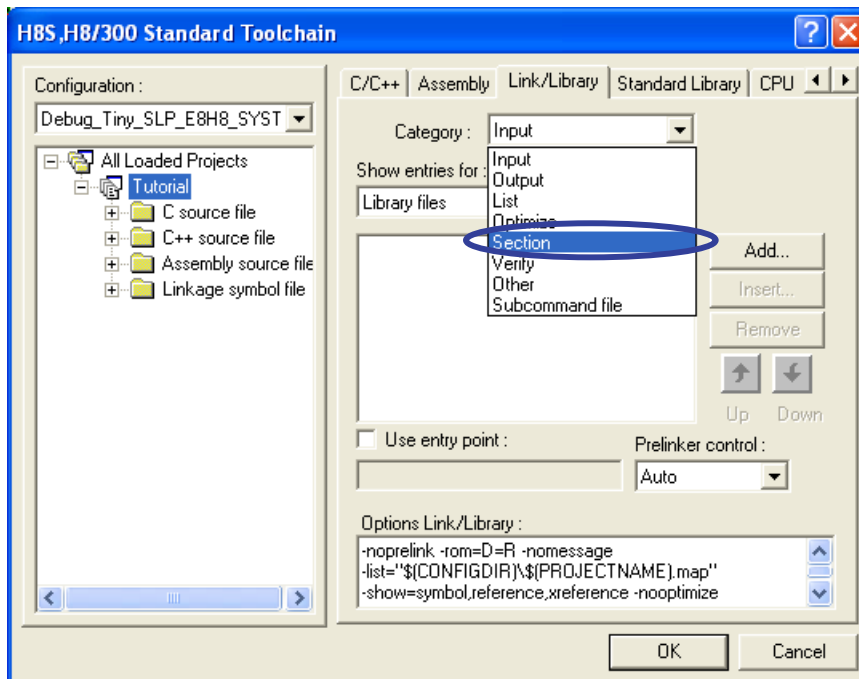 H8S,H8/300 Standard Toolchain
Configuration :
Debug_Tiny_SLP_E8H8_SYST
All Loaded Projects
Tutorial
C source file
C++ source file
Assembly source file
Linkage symbol file
C/C++ Assembly Link/Library Standard Library CPU
Category : Input
Show entries for :
Library files
Input
Output
List
Optimize
Section
Verify
Other
Subcommand file
Add...
Insert...
Remove
Up Down
Use entry point :
Prelinker control :
Auto
Options Link/Library :
-noprelink -rom=D=R -nomessage
-list="$(CONFIGDIR)\$(PROJECTNAME).map"
-show=symbol,reference,xreference -nooptimize
OK Cancel